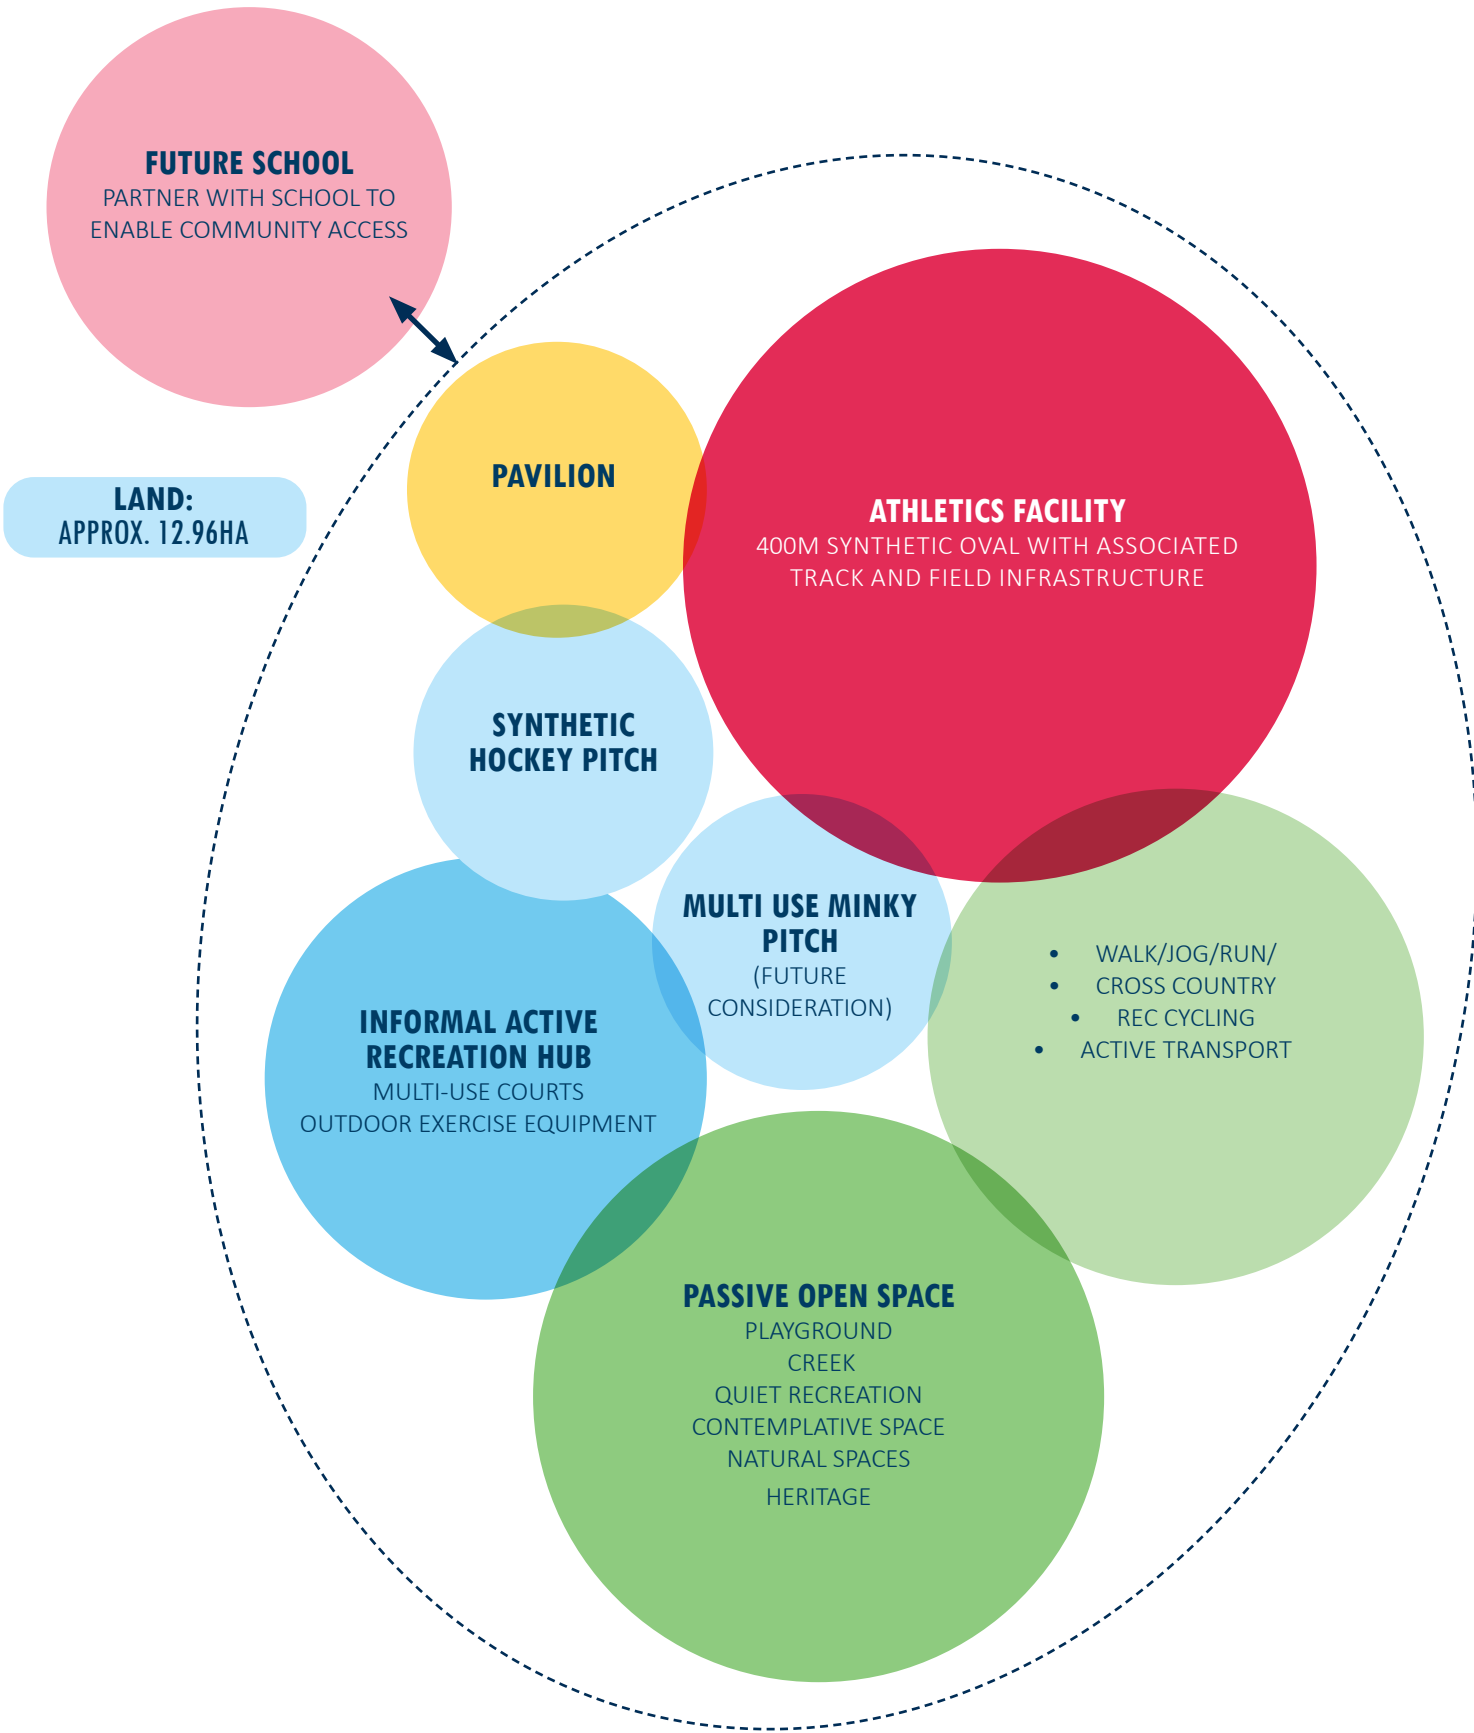 FUTURE SCHOOL
PARTNER WITH SCHOOL TO
ENABLE COMMUNITY ACCESS
LAND:
APPROX. 12.96HA
PAVILION
ATHLETICS FACILITY
400M SYNTHETIC OVAL WITH ASSOCIATED
TRACK AND FIELD INFRASTRUCTURE
SYNTHETIC
HOCKEY PITCH
MULTI USE MINKY
PITCH
(FUTURE
CONSIDERATION)
• WALK/JOG/RUN/
• CROSS COUNTRY
• REC CYCLING
• ACTIVE TRANSPORT
INFORMAL ACTIVE
RECREATION HUB
MULTI-USE COURTS
OUTDOOR EXERCISE EQUIPMENT
PASSIVE OPEN SPACE
PLAYGROUND
CREEK
QUIET RECREATION
CONTEMPLATIVE SPACE
NATURAL SPACES
HERITAGE